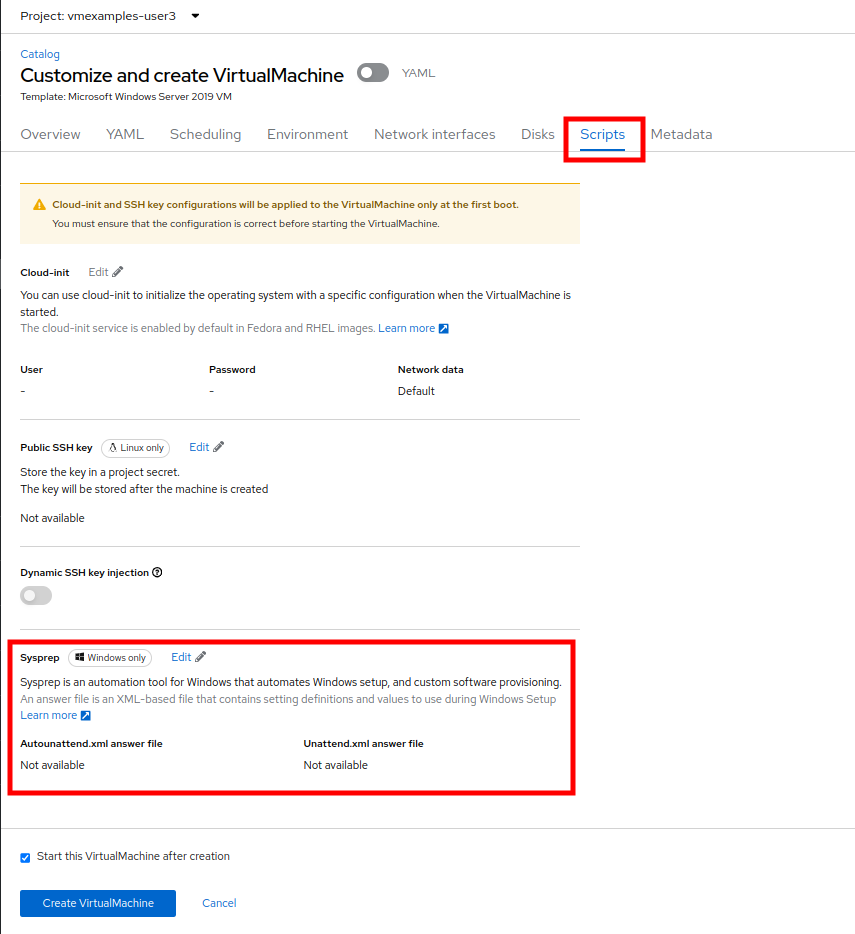 Project: vmexamples-user3
Catalog
Customize and create VirtualMachine YAML
Template: Microsoft Windows Server 2019 VM
Overview YAML Scheduling Environment Network interfaces Disks Scripts Metadata
Cloud-init and SSH key configurations will be applied to the VirtualMachine only at the first boot.
You must ensure that the configuration is correct before starting the VirtualMachine.
Cloud-init Edit
You can use cloud-init to initialize the operating system with a specific configuration when the VirtualMachine is
started.
The cloud-init service is enabled by default in Fedora and RHEL images. Learn more
User Password Network data
- - Default
Public SSH key Linux only Edit
Store the key in a project secret.
The key will be stored after the machine is created
Not available
Dynamic SSH key injection
Sysprep Windows only Edit
Sysprep is an automation tool for Windows that automates Windows setup, and custom software provisioning.
An answer file is an XML-based file that contains setting definitions and values to use during Windows Setup
Learn more
Autounattend.xml answer file Unattend.xml answer file
Not available Not available
Start this VirtualMachine after creation
Create VirtualMachine Cancel